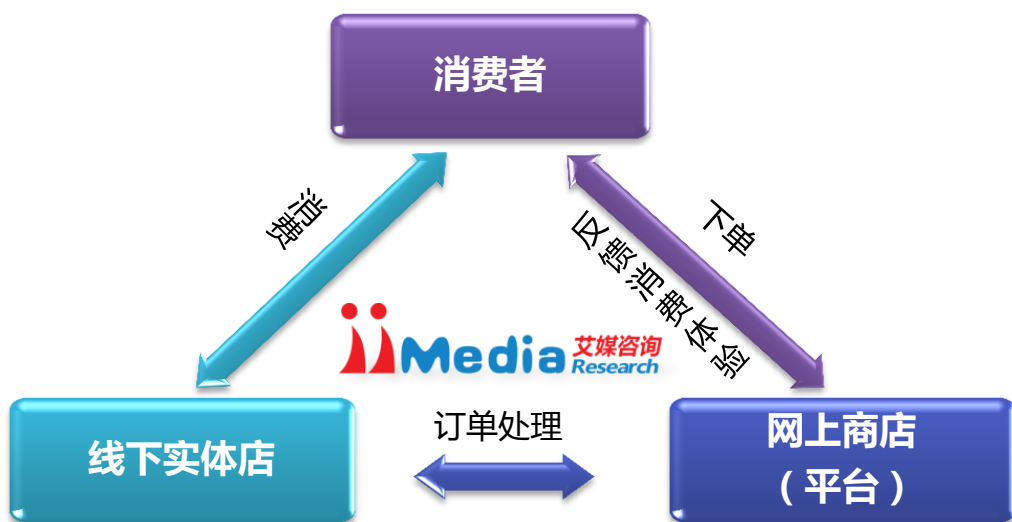 消费者
消费
下单
反馈消费体验
iiMedia 艾媒咨询
Research
订单处理
线下实体店
网上商店
（平台）